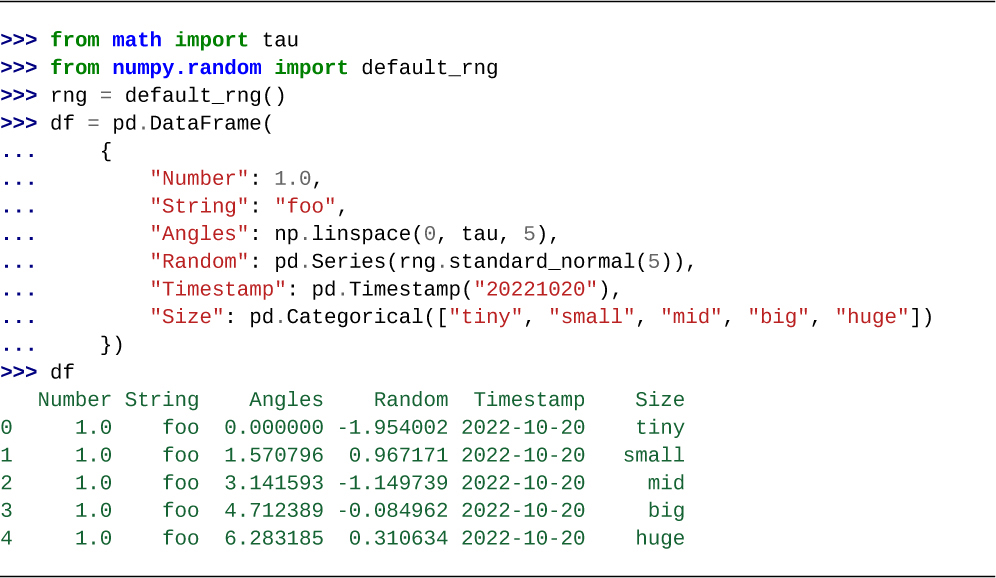 >>> from math import tau
>>> from numpy.random import default_rng
>>> rng = default_rng()
>>> df = pd.DataFrame(
...     {
...         "Number": 1.0,
...         "String": "foo",
...         "Angles": np.linspace(0, tau, 5),
...         "Random": pd.Series(rng.standard_normal(5)),
...         "Timestamp": pd.Timestamp("20221020"),
...         "Size": pd.Categorical(["tiny", "small", "mid", "big", "huge"])
...     })
>>> df
   Number String    Angles    Random  Timestamp    Size
0     1.0    foo  0.000000 -1.954002 2022-10-20    tiny
1     1.0    foo  1.570796  0.967171 2022-10-20   small
2     1.0    foo  3.141593 -1.149739 2022-10-20     mid
3     1.0    foo  4.712389 -0.084962 2022-10-20     big
4     1.0    foo  6.283185  0.310634 2022-10-20    huge